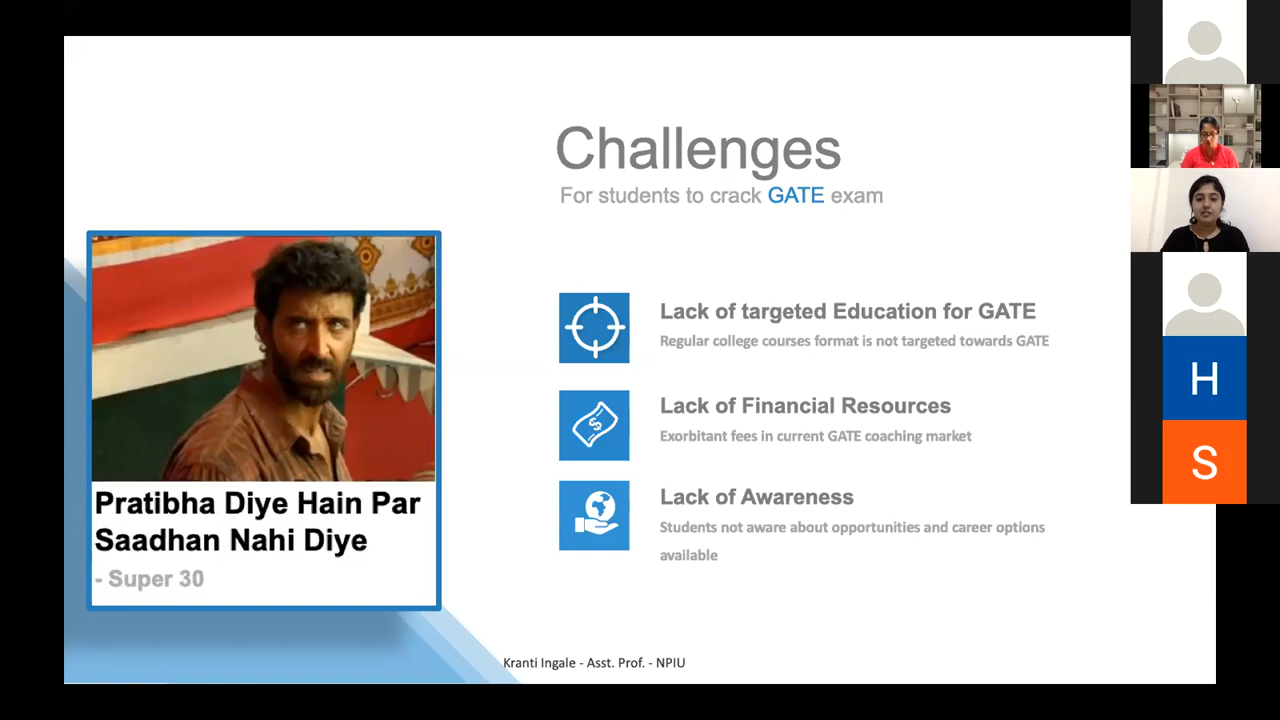 Challenges
For students to crack GATE exam
Pratibha Diye Hain Par
Saadhan Nahi Diye
- Super 30
Lack of targeted Education for GATE
Regular college courses format is not targeted towards GATE
Lack of Financial Resources
Exorbitant fees in current GATE coaching market
Lack of Awareness
Students not aware about opportunities and career options
available
Kranti Ingale - Asst. Prof. - NPIU
H
S